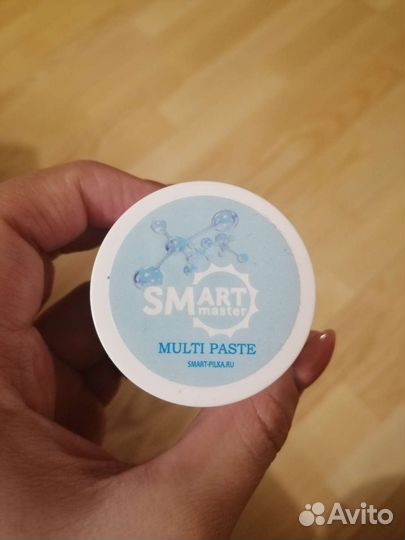 SMART
master
MULTI PASTE
SMART-PILKA.RU
Avito